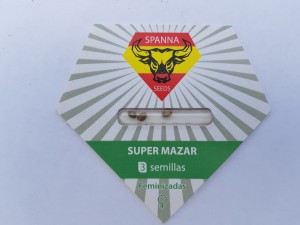 SPANNA
SEEDS
SUPER MAZAR
3 semillas
Feminizadas